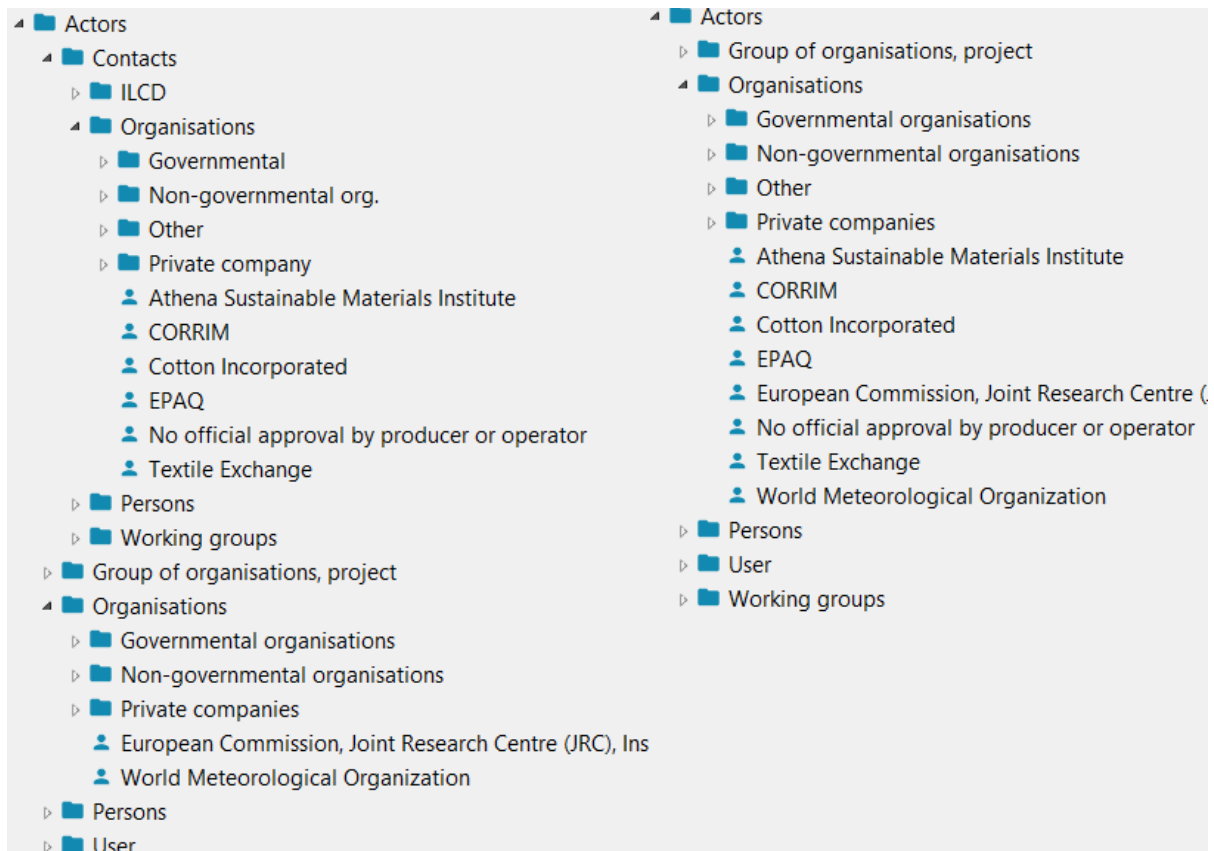 Actors
Contacts
ILCD
Organisations
Governmental
Non-governmental org.
Other
Private company
Athena Sustainable Materials Institute
CORRIM
Cotton Incorporated
EPAQ
No official approval by producer or operator
Textile Exchange
Persons
Working groups
Group of organisations, project
Organisations
Governmental organisations
Non-governmental organisations
Private companies
European Commission, Joint Research Centre (JRC), Ins
World Meteorological Organization
Persons
User
Actors
Group of organisations, project
Organisations
Governmental organisations
Non-governmental organisations
Other
Private companies
Athena Sustainable Materials Institute
CORRIM
Cotton Incorporated
EPAQ
European Commission, Joint Research Centre (
No official approval by producer or operator
Textile Exchange
World Meteorological Organization
Persons
User
Working groups